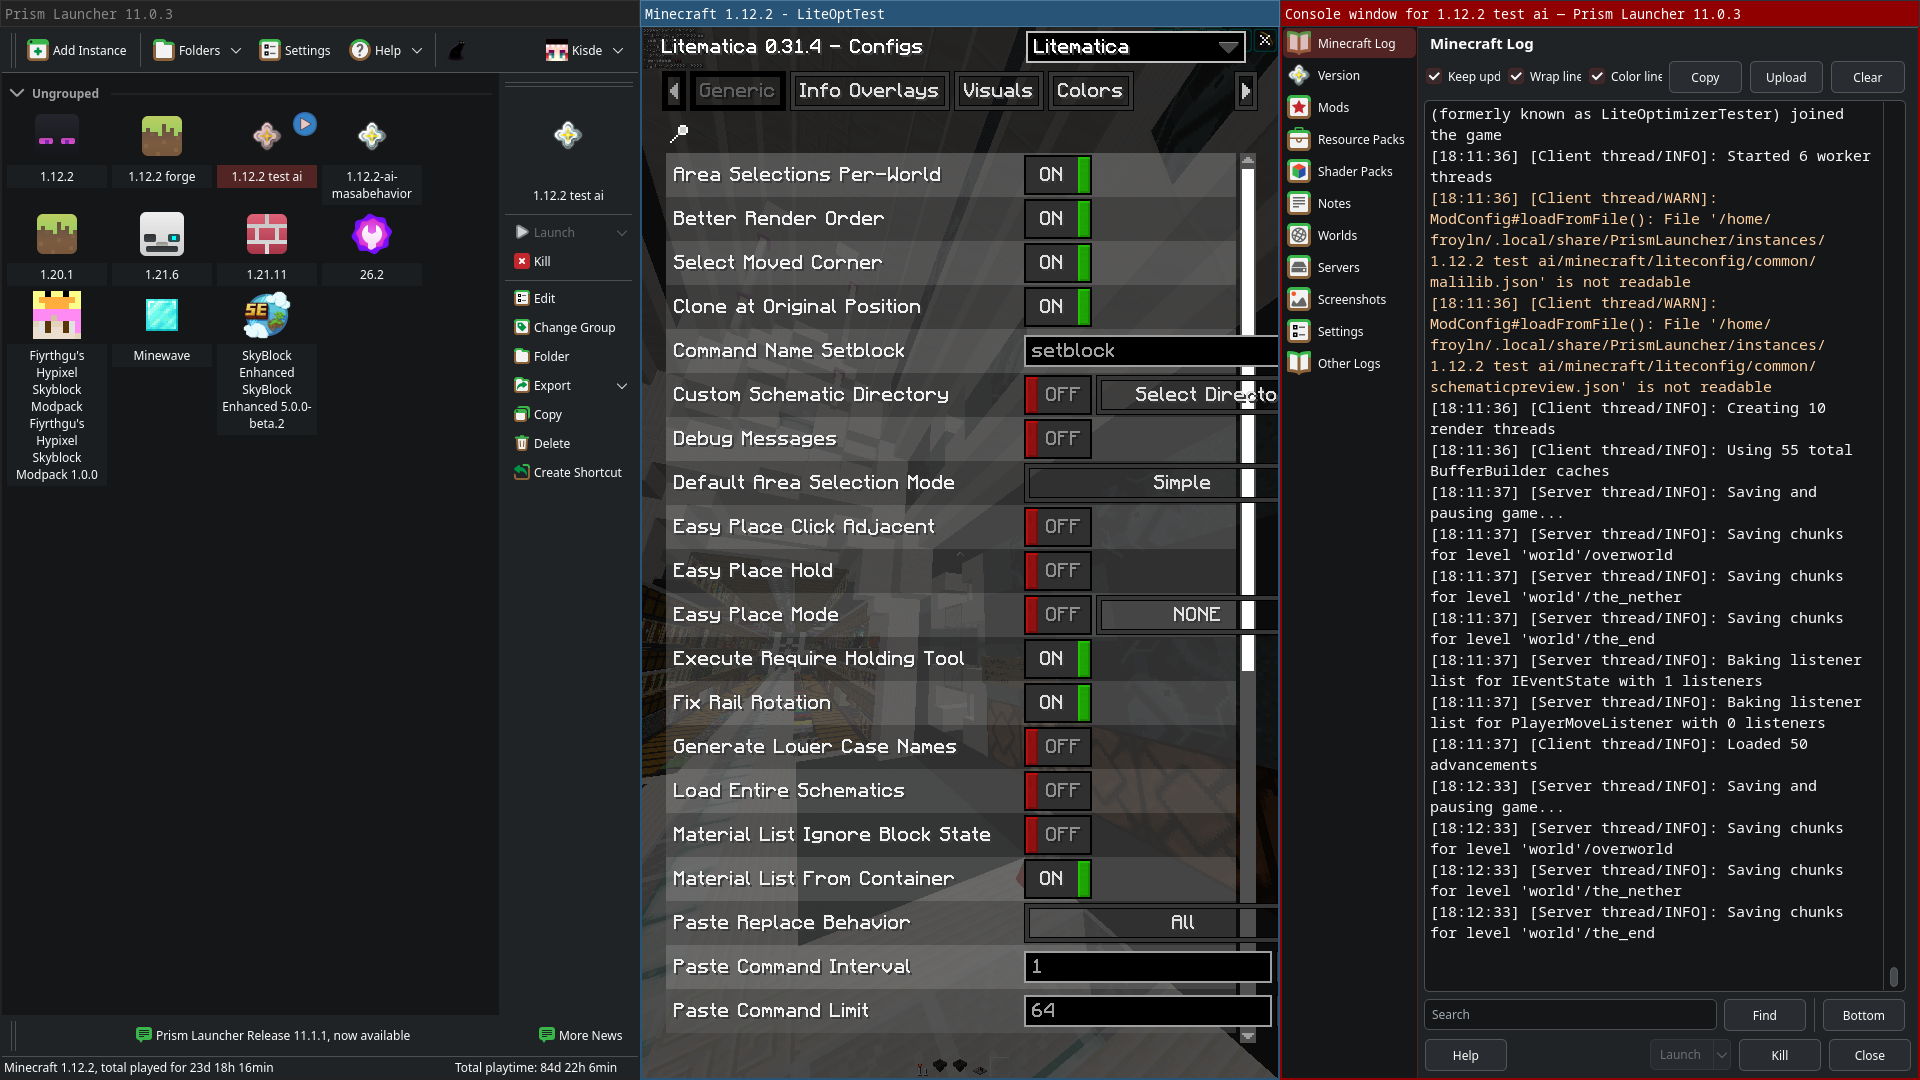 Prism Launcher 11.0.3
Add Instance
Folders
Settings
Help
Kisde
Ungrouped
1.12.2
1.12.2 forge
1.12.2 test ai
1.12.2-ai-
masabehavior
1.20.1
1.21.6
1.21.11
26.2
Fiyrthgu's
Hypixel
Skyblock
Modpack
Fiyrthgu's
Hypixel
Skyblock
Modpack 1.0.0
Minewave
SkyBlock
Enhanced
SkyBlock
Enhanced 5.0.0-
beta.2
1.12.2 test ai
Launch
Kill
Edit
Change Group
Folder
Export
Copy
Delete
Create Shortcut
Prism Launcher Release 11.1.1, now available
More News
Minecraft 1.12.2, total played for 23d 18h 16min
Total playtime: 84d 22h 6min
Minecraft 1.12.2 - LiteOptTest
Litematica 0.31.4 - Configs
Litematica
Generic
Info Overlays
Visuals
Colors
Area Selections Per-World
ON
Better Render Order
ON
Select Moved Corner
ON
Clone at Original Position
ON
Command Name Setblock
setblock
Custom Schematic Directory
OFF
Select Directo
Debug Messages
OFF
Default Area Selection Mode
Simple
Easy Place Click Adjacent
OFF
Easy Place Hold
OFF
Easy Place Mode
OFF
NONE
Execute Require Holding Tool
ON
Fix Rail Rotation
ON
Generate Lower Case Names
OFF
Load Entire Schematics
OFF
Material List Ignore Block State
OFF
Material List From Container
ON
Paste Replace Behavior
All
Paste Command Interval
1
Paste Command Limit
64
Console window for 1.12.2 test ai — Prism Launcher 11.0.3
Minecraft Log
Version
Mods
Resource Packs
Shader Packs
Notes
Worlds
Servers
Screenshots
Settings
Other Logs
Minecraft Log
Keep upd
Wrap line
Color line
Copy
Upload
Clear
(formerly known as LiteOptimizerTester) joined
the game
[18:11:36] [Client thread/INFO]: Started 6 worker
threads
[18:11:36] [Client thread/WARN]:
ModConfig#loadFromFile(): File '/home/
froyln/.local/share/PrismLauncher/instances/
1.12.2 test ai/minecraft/liteconfig/common/
malilib.json' is not readable
[18:11:36] [Client thread/WARN]:
ModConfig#loadFromFile(): File '/home/
froyln/.local/share/PrismLauncher/instances/
1.12.2 test ai/minecraft/liteconfig/common/
schematicpreview.json' is not readable
[18:11:36] [Client thread/INFO]: Creating 10
render threads
[18:11:36] [Client thread/INFO]: Using 55 total
BufferBuilder caches
[18:11:37] [Server thread/INFO]: Saving and
pausing game...
[18:11:37] [Server thread/INFO]: Saving chunks
for level 'world'/overworld
[18:11:37] [Server thread/INFO]: Saving chunks
for level 'world'/the_nether
[18:11:37] [Server thread/INFO]: Saving chunks
for level 'world'/the_end
[18:11:37] [Server thread/INFO]: Baking listener
list for IEventState with 1 listeners
[18:11:37] [Server thread/INFO]: Baking listener
list for PlayerMoveListener with 0 listeners
[18:11:37] [Client thread/INFO]: Loaded 50
advancements
[18:12:33] [Server thread/INFO]: Saving and
pausing game...
[18:12:33] [Server thread/INFO]: Saving chunks
for level 'world'/overworld
[18:12:33] [Server thread/INFO]: Saving chunks
for level 'world'/the_nether
[18:12:33] [Server thread/INFO]: Saving chunks
for level 'world'/the_end
Search
Find
Bottom
Help
Launch
Kill
Close